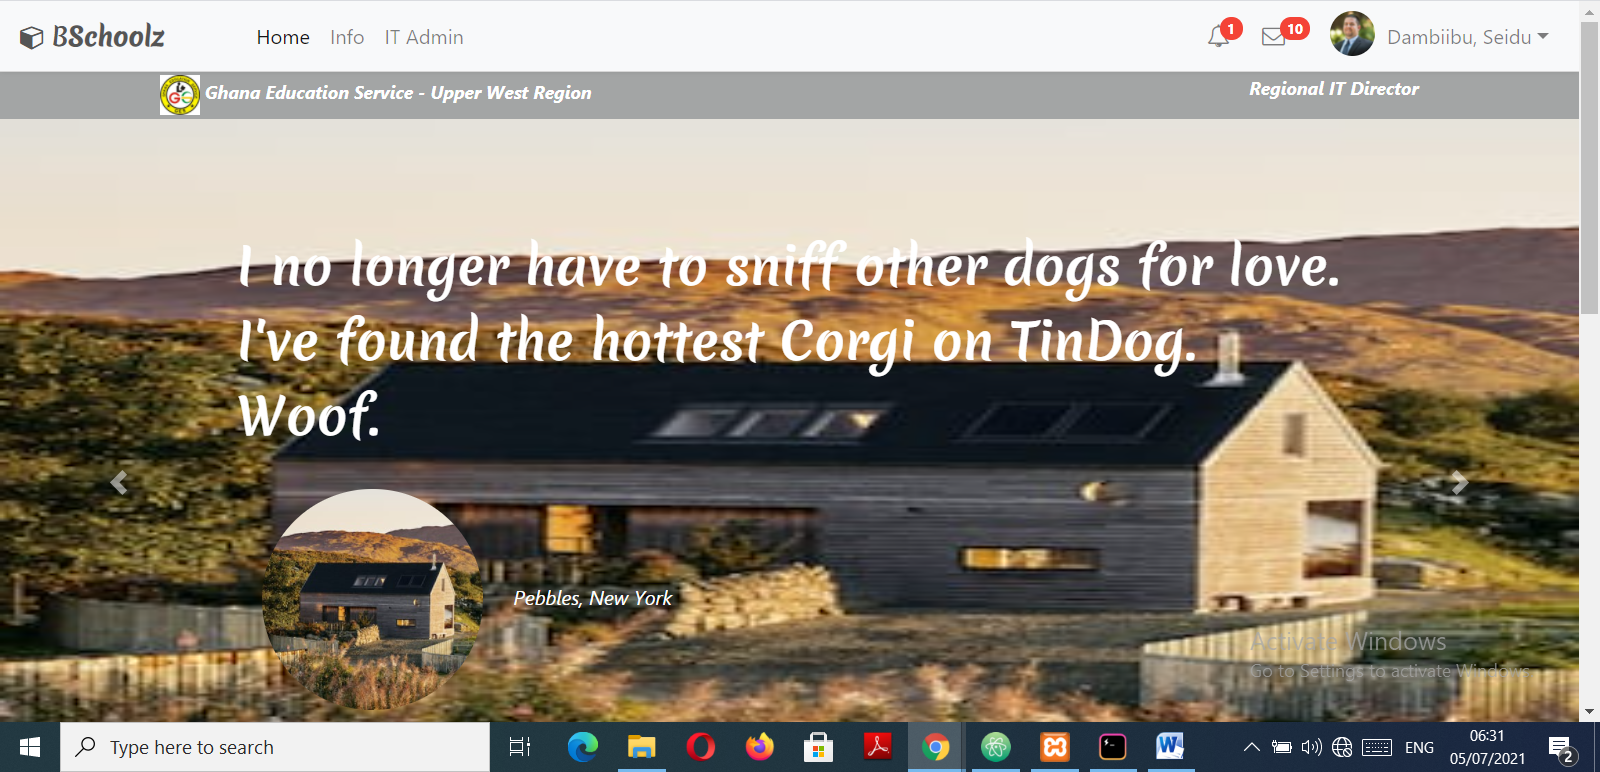 BSchoolz
Home Info IT Admin
1 10 Dambiibu, Seidu
Ghana Education Service - Upper West Region
Regional IT Director
I no longer have to sniff other dogs for love.
I've found the hottest Corgi on TinDog.
Woof.
Pebbles, New York
Activate Windows
Go to Settings to activate Windows.
Type here to search
ENG
06:31
05/07/2021
2